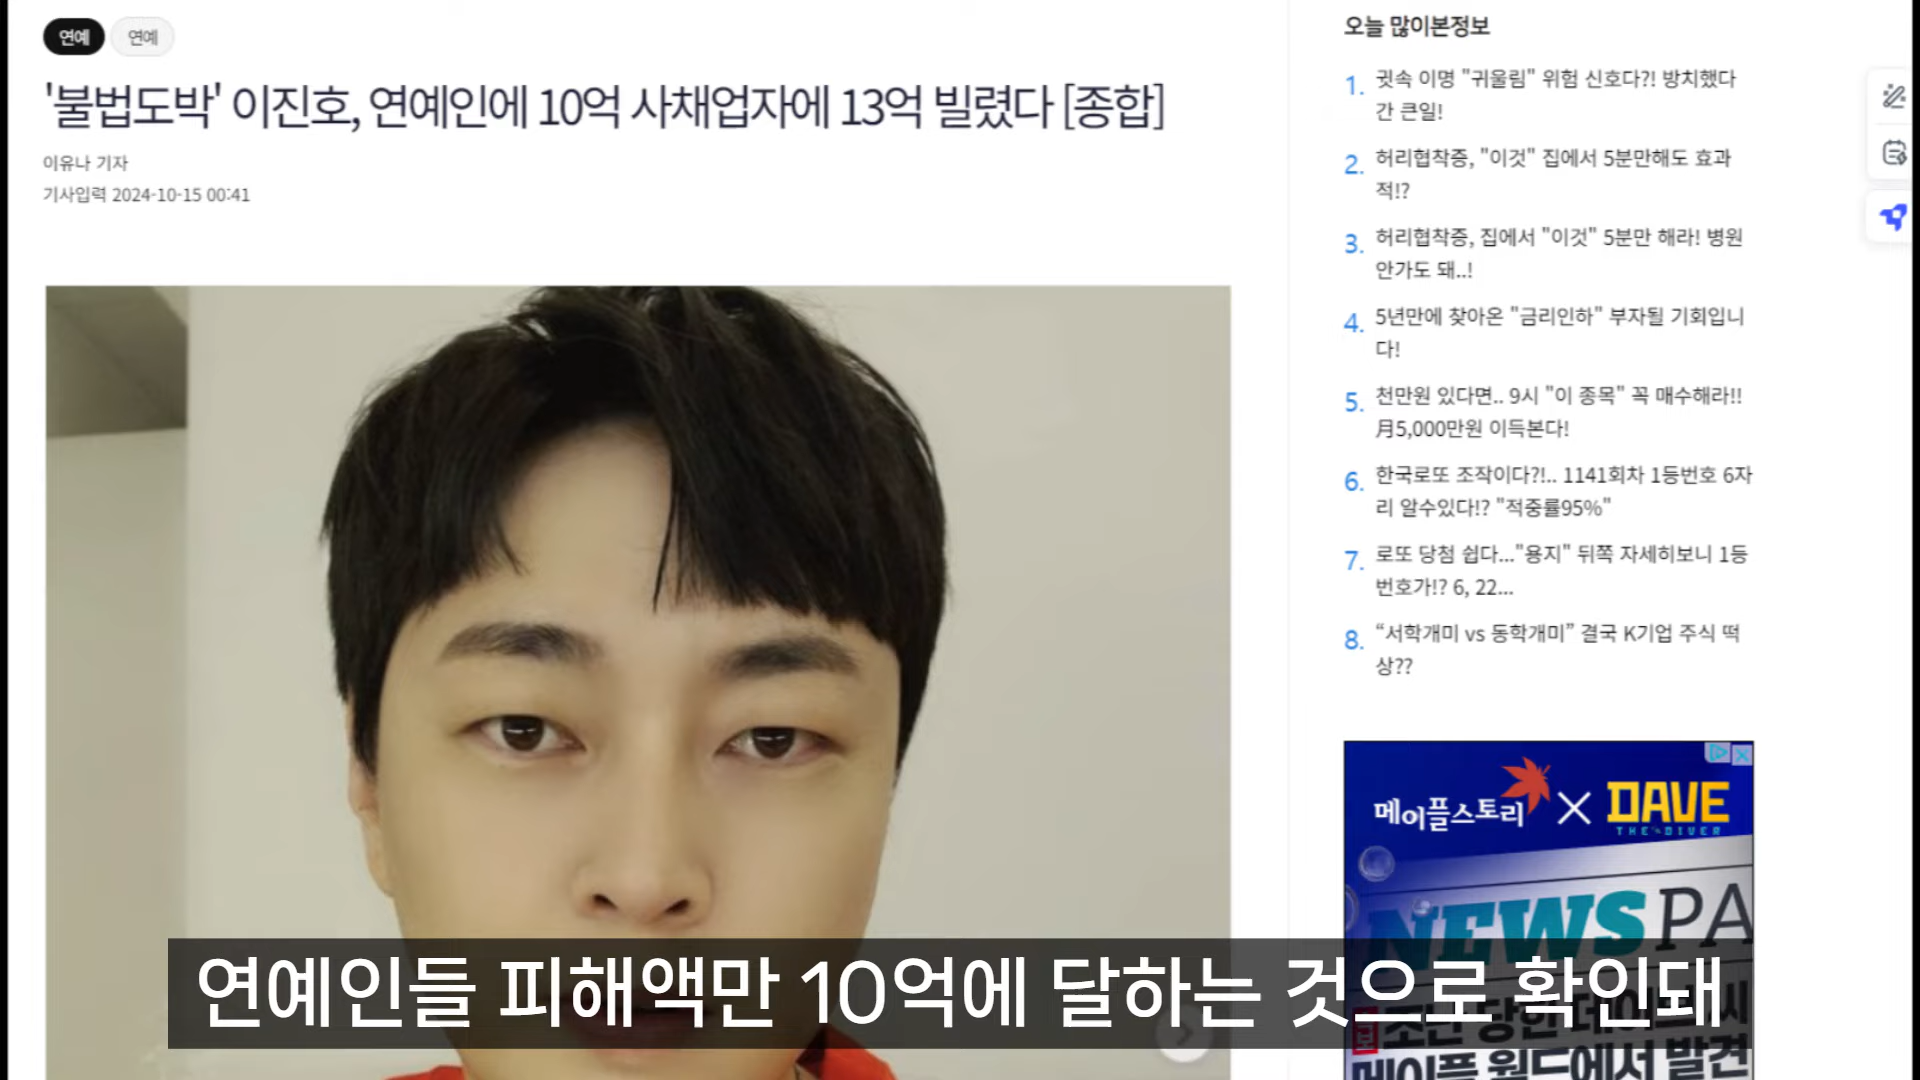 연예 연예
'불법도박' 이진호, 연예인에 10억 사채업자에 13억 빌렸다 [종합]
이유나 기자
기사입력 2024-10-15 00:41
오늘 많이본정보
1. 귓속 이명 "귀울림" 위험 신호다?! 방치했다
간 큰일!
2. 허리협착증, "이것" 집에서 5분만해도 효과
적!?
3. 허리협착증, 집에서 "이것" 5분만 해라! 병원
안가도 돼..!
4. 5년만에 찾아온 "금리인하" 부자될 기회입니
다!
5. 천만원 있다면.. 9시 "이 종목" 꼭 매수해라!!
月5,000만원 이득본다!
6. 한국로또 조작이다?!.. 1141회차 1등번호 6자
리 알수있다!? "적중률95%"
7. 로또 당첨 쉽다..."용지" 뒤쪽 자세히보니 1등
번호가!? 6, 22...
8. “서학개미 vs 동학개미” 결국 K기업 주식 떡
상??
메이플스토리 X DAVE
THE DIVER
NEWS PA
메이플 월드에서 발견
연예인들 피해액만 10억에 달하는 것으로 확인돼